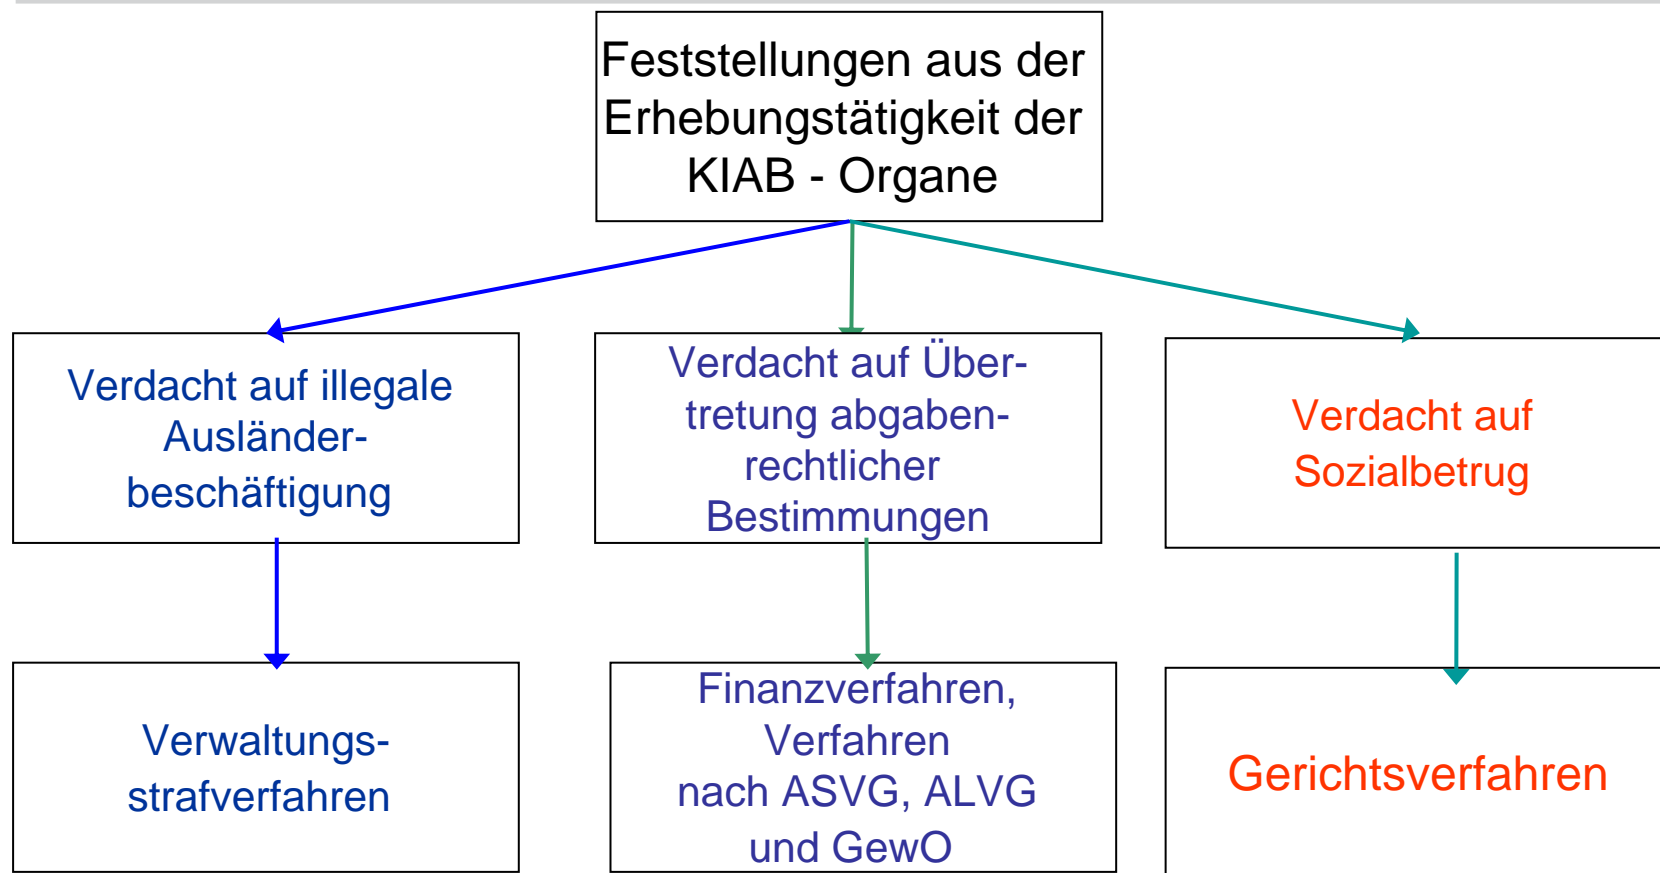 Feststellungen aus der
Erhebungstätigkeit der
KIAB - Organe
Verdacht auf illegale
Ausländer-
beschäftigung
Verdacht auf Über-
tretung abgaben-
rechtlicher
Bestimmungen
Verdacht auf
Sozialbetrug
Verwaltungs-
strafverfahren
Finanzverfahren,
Verfahren
nach ASVG, ALVG
und GewO
Gerichtsverfahren